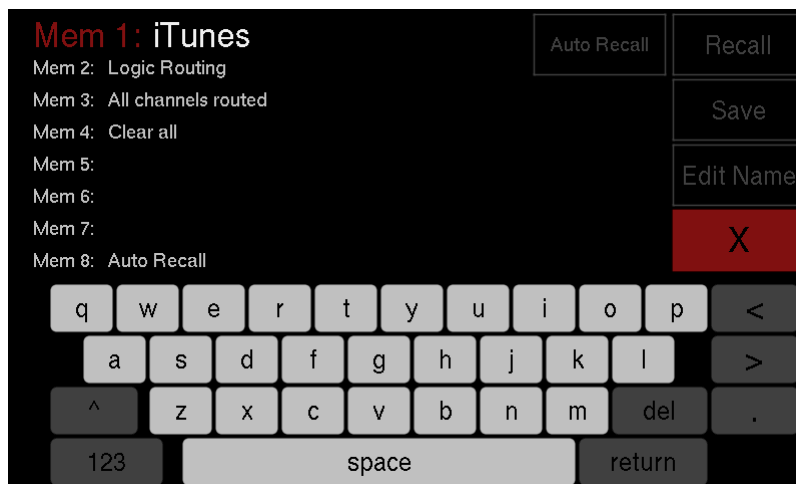 Mem 1: iTunes Auto Recall Recall
Mem 2: Logic Routing
Mem 3: All channels routed Save
Mem 4: Clear all
Mem 5: Edit Name
Mem 6:
Mem 7: X
Mem 8: Auto Recall
q w e r t y u i o p <
a s d f g h j k l >
^ z x c v b n m del .
123 space return